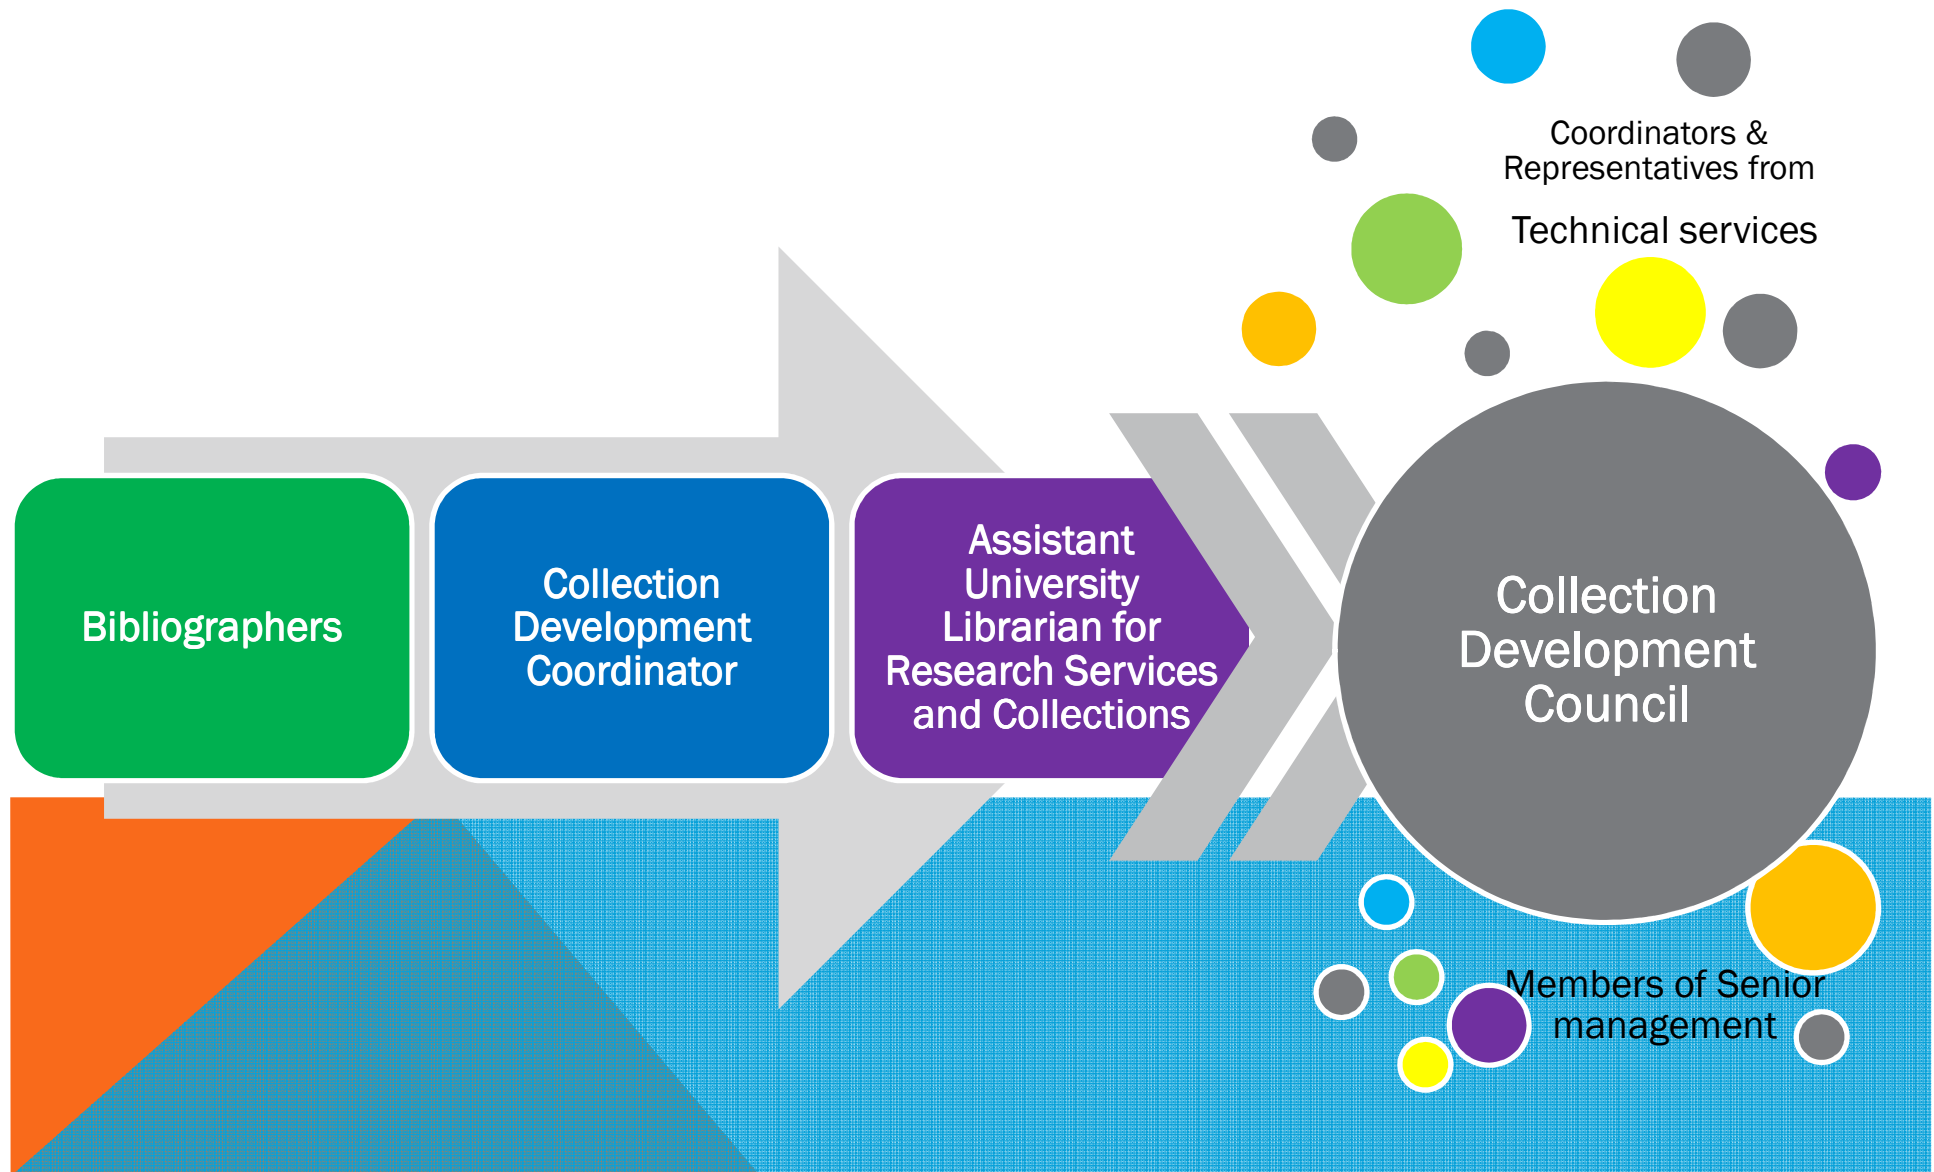 Coordinators &
Representatives from
Technical services
Bibliographers
Collection
Development
Coordinator
Assistant
University
Librarian for
Research Services
and Collections
Collection
Development
Council
Members of Senior
management